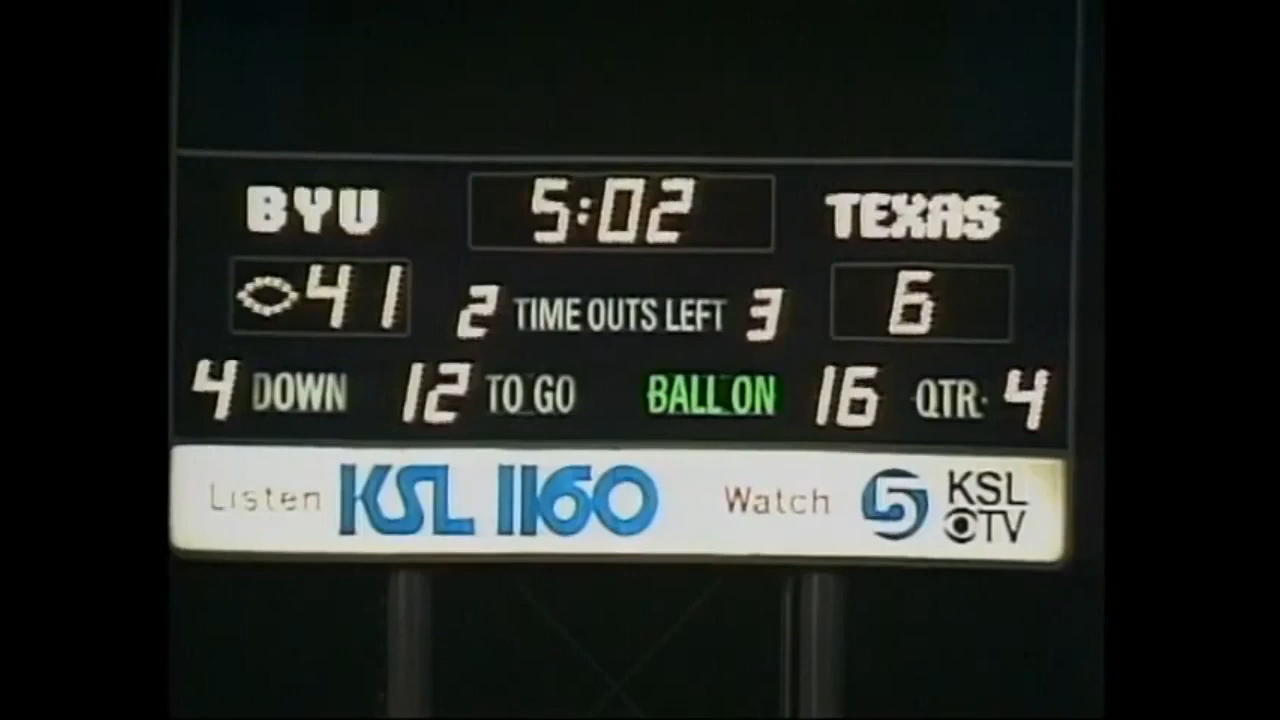 BYU 5:02 TEXAS
41 2 TIME OUTS LEFT 3 6
4 DOWN 12 TO GO BALL ON 16 QTR 4
Listen KSL 1160 Watch 5 KSL
TV